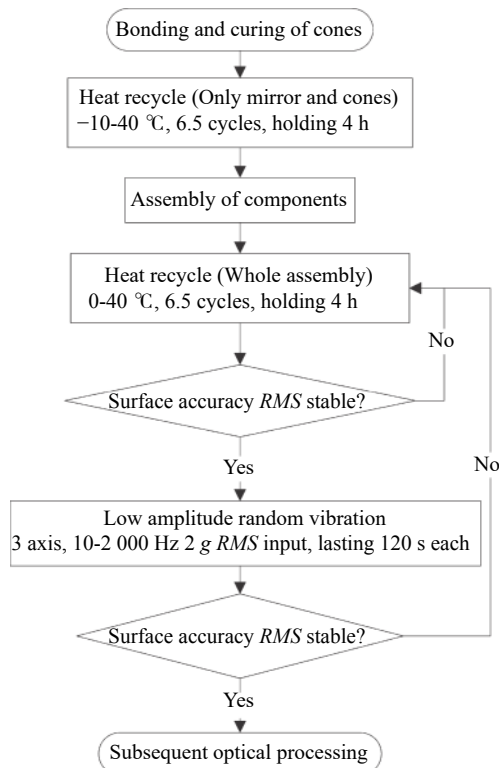 Bonding and curing of cones
Heat recycle (Only mirror and cones)
−10-40 ℃, 6.5 cycles, holding 4 h
Assembly of components
Heat recycle (Whole assembly)
0-40 ℃, 6.5 cycles, holding 4 h
No
Surface accuracy RMS stable?
Yes
No
Low amplitude random vibration
3 axis, 10-2 000 Hz 2 g RMS input, lasting 120 s each
Surface accuracy RMS stable?
Yes
Subsequent optical processing